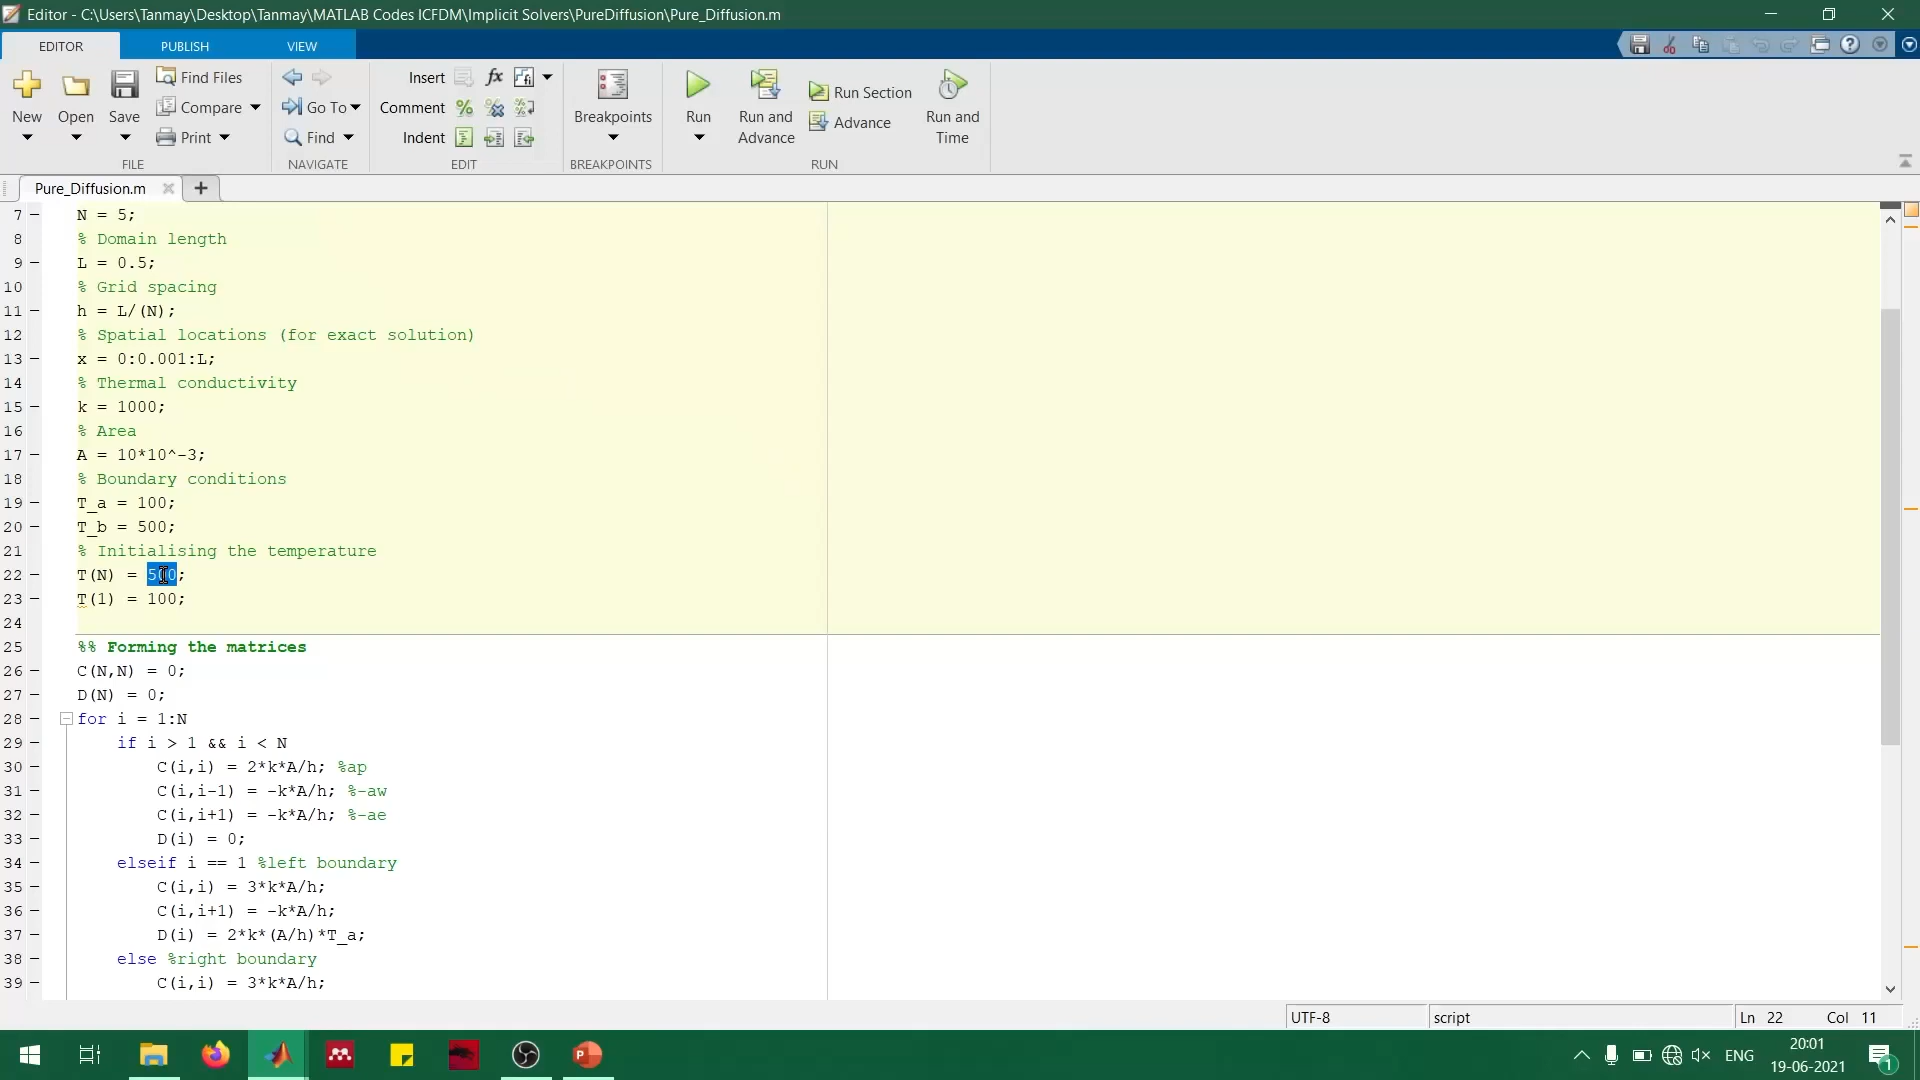 Editor - C:\Users\Tanmay\Desktop\Tanmay\MATLAB Codes ICFDM\Implicit Solvers\PureDiffusion\Pure_Diffusion.m
EDITOR PUBLISH VIEW
New
Open
Save
Find Files
Compare
Print
FILE
Go To
Find
NAVIGATE
Insert fx
Comment
Indent
EDIT
Breakpoints
BREAKPOINTS
Run
Run and
Advance
Run Section
Advance
Run and
Time
RUN
Pure_Diffusion.m
7 N = 5;
8 % Domain length
9 L = 0.5;
10 % Grid spacing
11 h = L/(N);
12 % Spatial locations (for exact solution)
13 x = 0:0.001:L;
14 % Thermal conductivity
15 k = 1000;
16 % Area
17 A = 10*10^-3;
18 % Boundary conditions
19 T_a = 100;
20 T_b = 500;
21 % Initialising the temperature
22 T(N) = 500;
23 T(1) = 100;
24
25 %% Forming the matrices
26 C(N,N) = 0;
27 D(N) = 0;
28 for i = 1:N
29 if i > 1 && i < N
30 C(i,i) = 2*k*A/h; %ap
31 C(i,i-1) = -k*A/h; %-aw
32 C(i,i+1) = -k*A/h; %-ae
33 D(i) = 0;
34 elseif i == 1 %left boundary
35 C(i,i) = 3*k*A/h;
36 C(i,i+1) = -k*A/h;
37 D(i) = 2*k*(A/h)*T_a;
38 else %right boundary
39 C(i,i) = 3*k*A/h;
UTF-8 script Ln 22 Col 11
ENG
20:01
19-06-2021
1